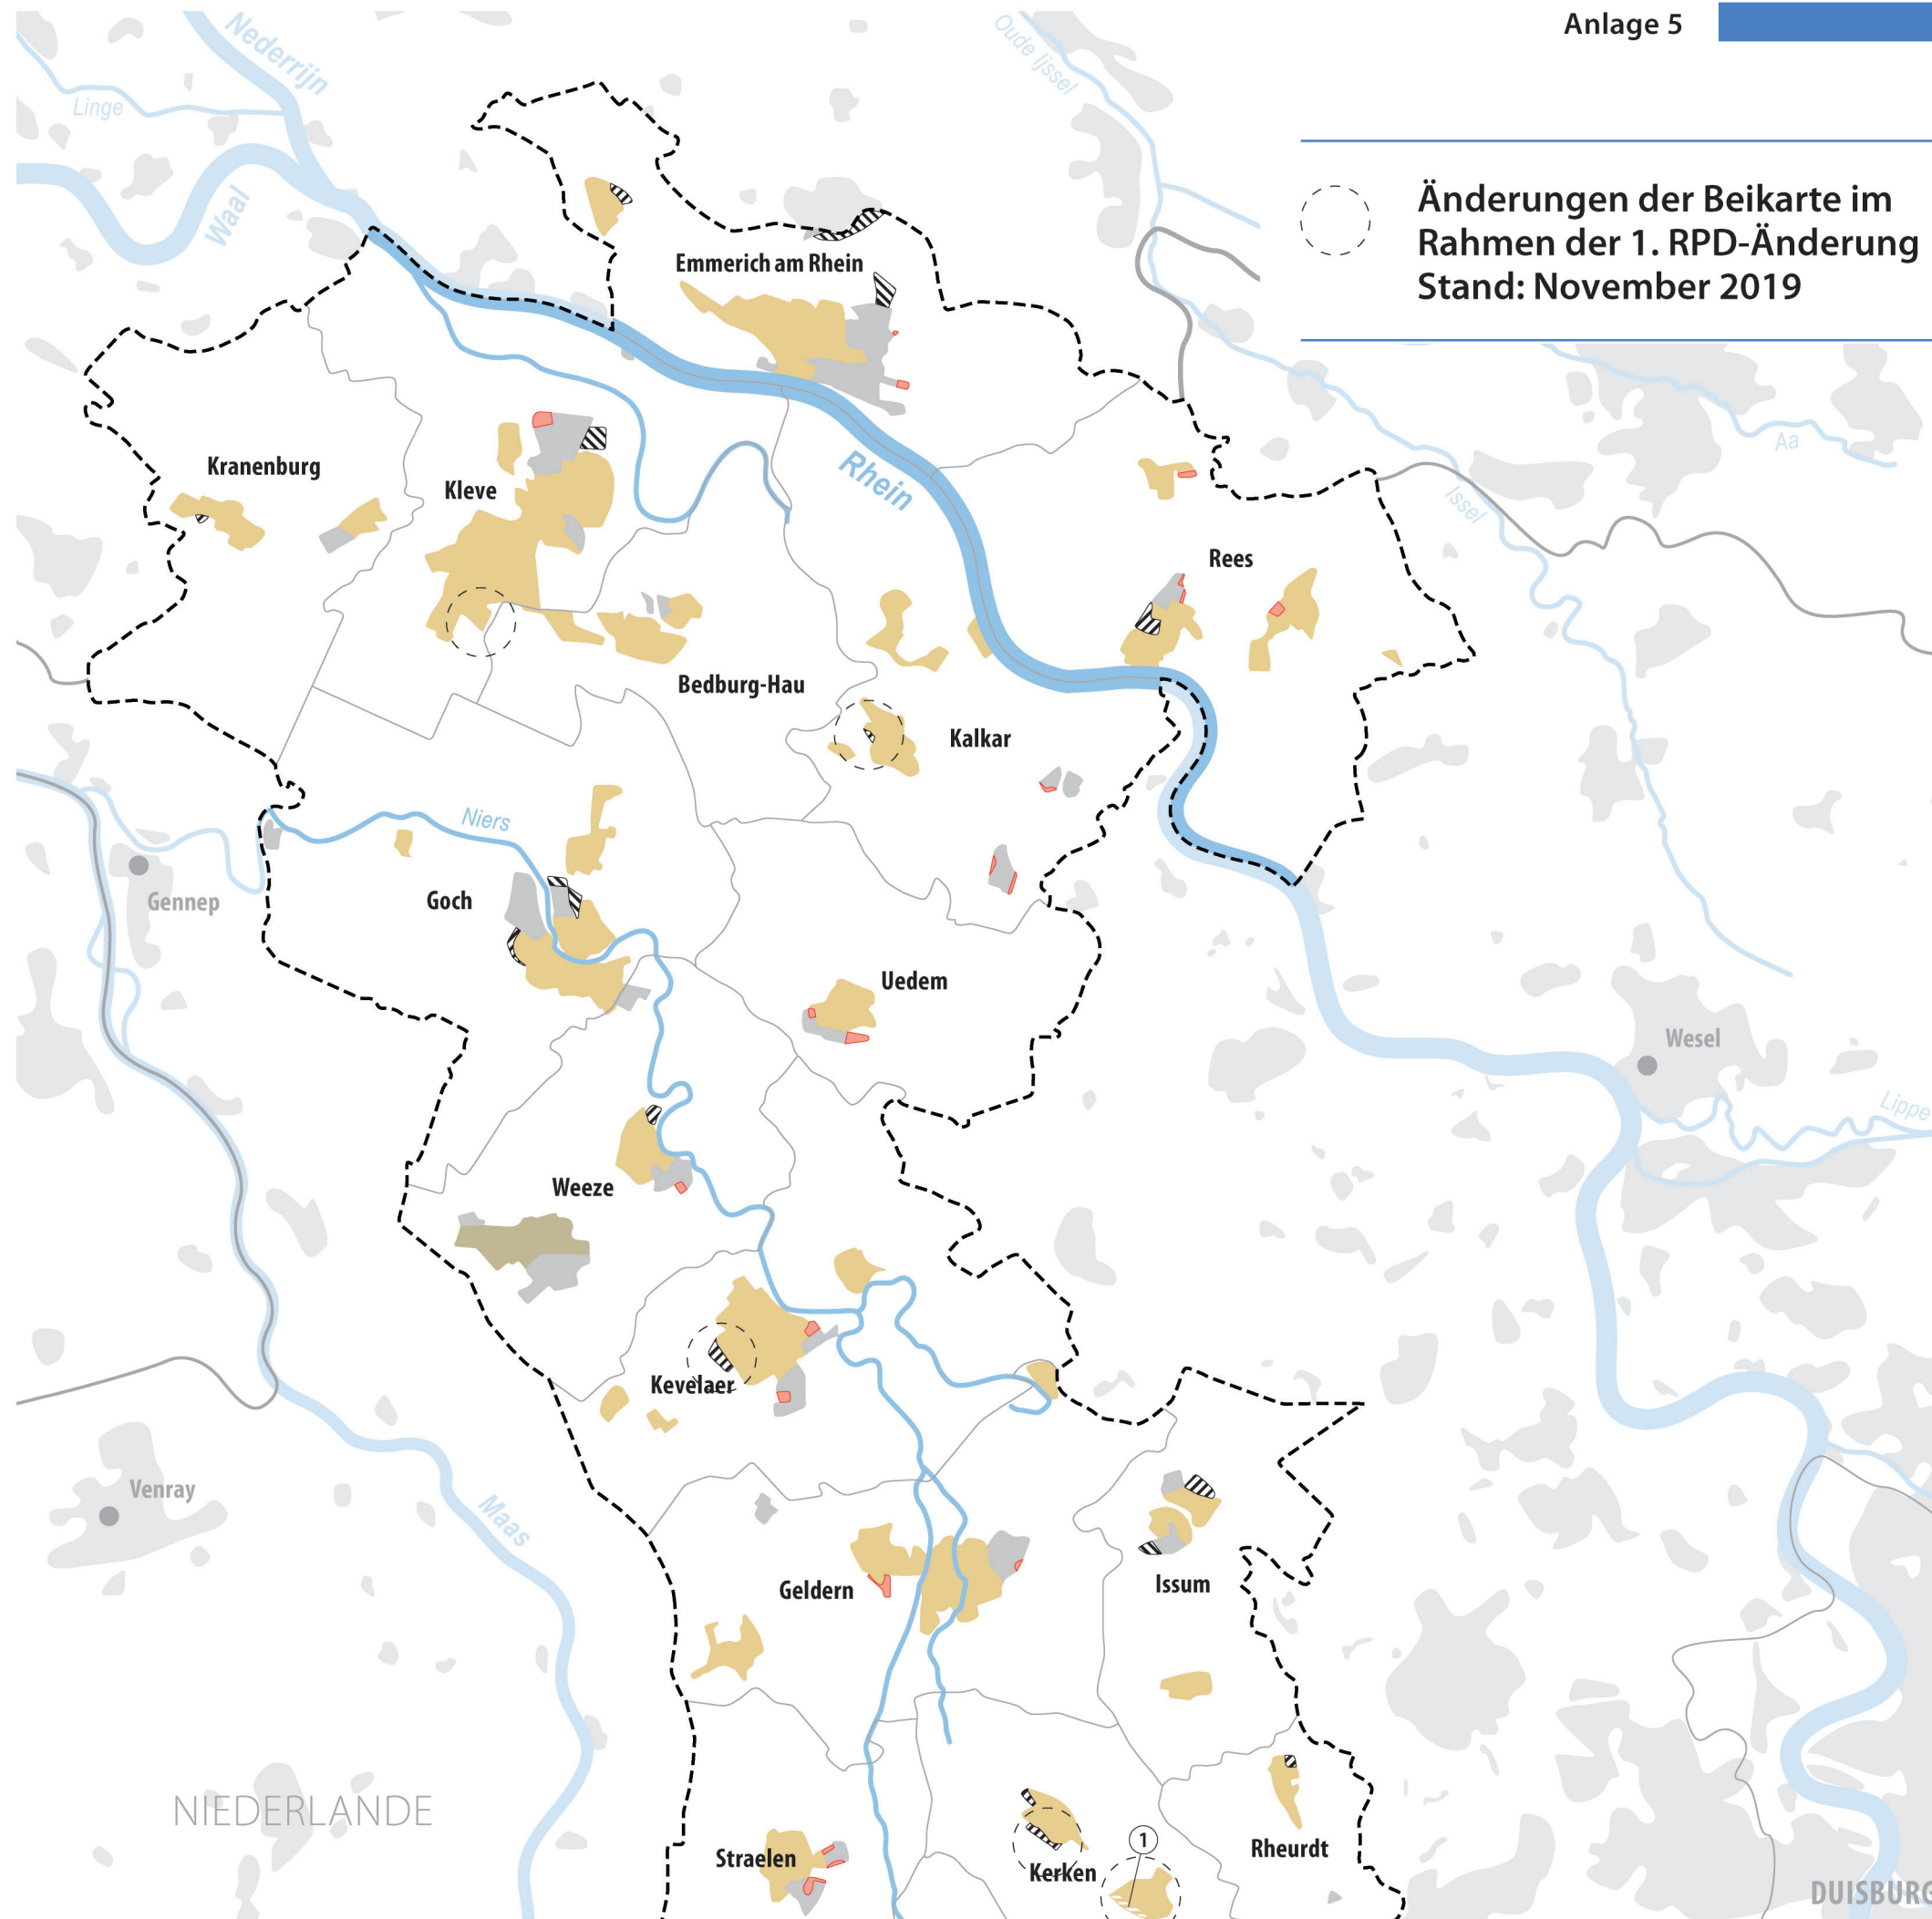 Anlage 5
Änderungen der Beikarte im
Rahmen der 1. RPD-Änderung
Stand: November 2019
Nederrijn
Oude Ijssel
Linge
Waal
Emmerich am Rhein
Kranenburg
Kleve
Rhein
Aa
Issel
Rees
Bedburg-Hau
Kalkar
Niers
Gennep
Goch
Uedem
Wesel
Lippe
Weeze
Kevelaer
Venray
Maas
Geldern
Issum
NIEDERLANDE
1
Straelen
Kerken
Rheurdt
DUISBURG